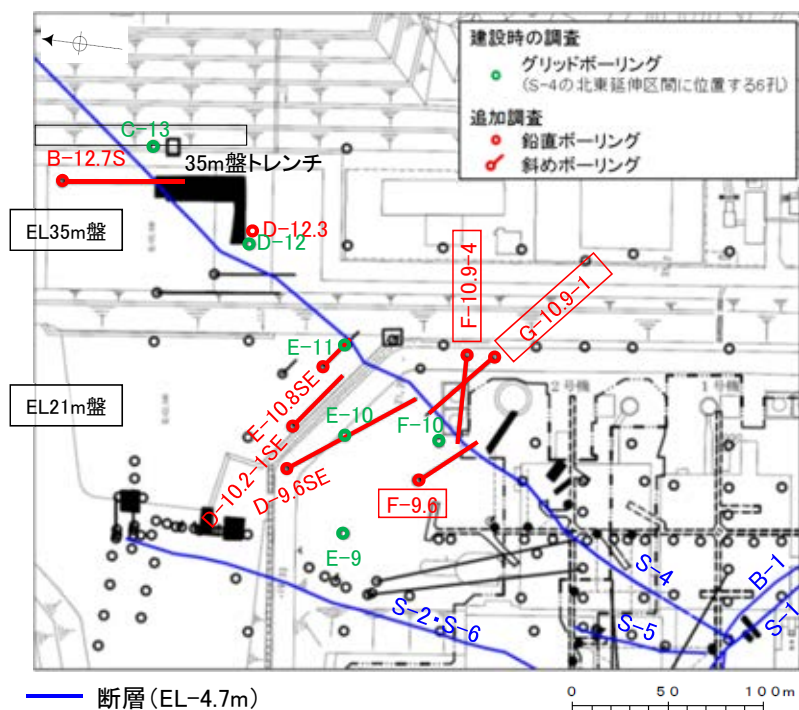 建設時の調査
グリッドボーリング
(S-4の北東延伸区間に位置する6孔)
追加調査
鉛直ボーリング
斜めボーリング
C-13
B-12.7S
35m盤トレンチ
EL35m盤
D-12.3
D-12
F-10.9-4
G-10.9-1
E-11
E-10.8SE
EL21m盤
2号機
1号機
E-10
F-10
D-10.2-1SE
D-9.6SE
F-9.6
E-9
S-4
B-1
S-1
S-2・S-6
S-5
断層(EL-4.7m)
0 50 100m